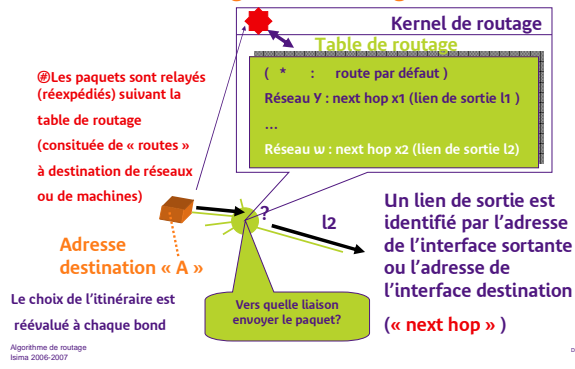 Kernel de routage
Table de routage
( * : route par défaut )
Réseau Y : next hop x1 (lien de sortie l1 )
...
Réseau w : next hop x2 (lien de sortie l2)
@Les paquets sont relayés
(réexpédiés) suivant la
table de routage
(consituée de « routes »
à destination de réseaux
ou de machines)
?
l2
Adresse
destination « A »
Un lien de sortie est
identifié par l'adresse
de l'interface sortante
ou l'adresse de
l'interface destination
(« next hop » )
Le choix de l'itinéraire est
réévalué à chaque bond
Vers quelle liaison
envoyer le paquet?
Algorithme de routage
Isima 2006-2007